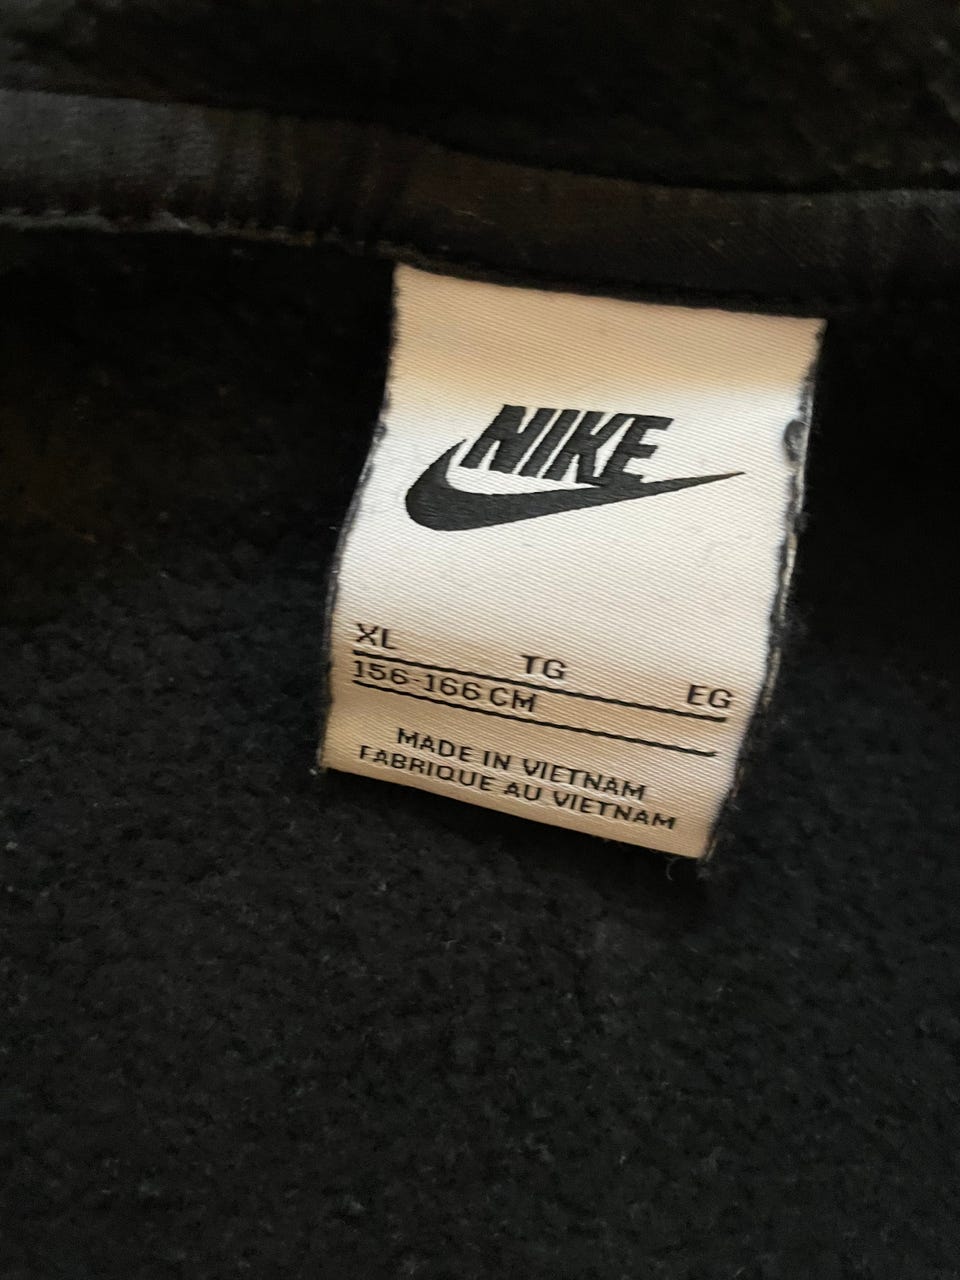 NIKE
XL TG EG
156-166 CM
MADE IN VIETNAM
FABRIQUE AU VIETNAM